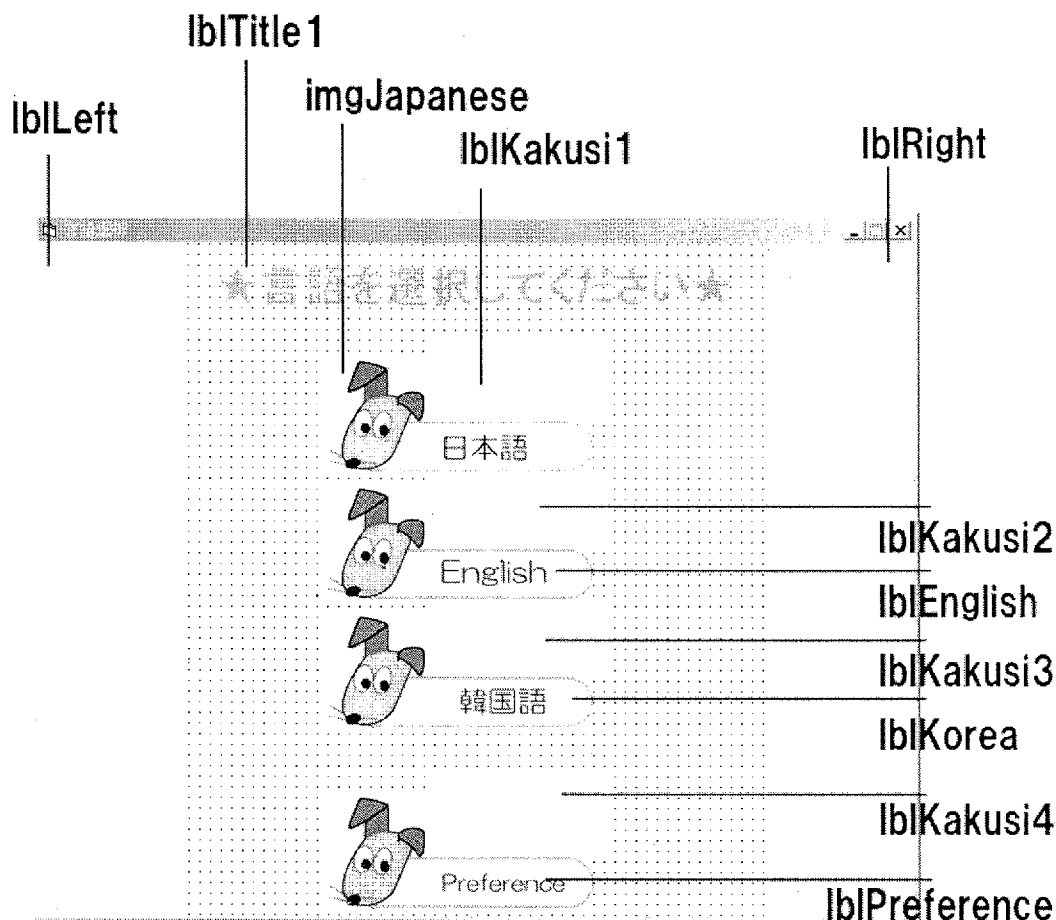 lblTitle1
imgJapanese
lblLeft
lblKakusi1
lblRight
★言語を選択してください★
日本語
lblKakusi2
English
lblEnglish
lblKakusi3
韓国語
lblKorea
lblKakusi4
Preference
lblPreference